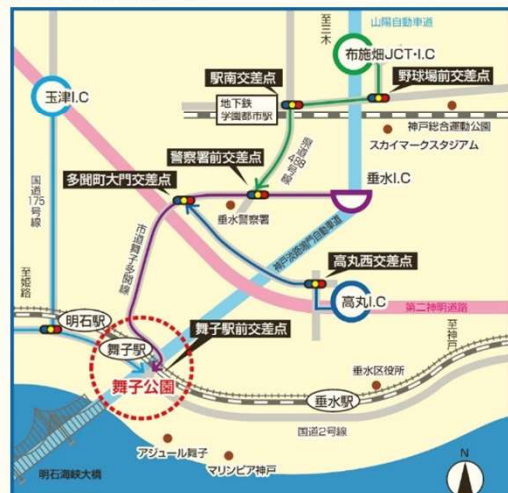 至三木
山陽自動車道
布施畑JCT・I.C
玉津I.C
駅南交差点
野球場前交差点
地下鉄
学園都市駅
神戸総合運動公園
スカイマークスタジアム
警察署前交差点
県道488号線
多聞町大門交差点
垂水I.C
国道175号線
垂水警察署
市道舞子多聞線
神戸淡路鳴門自動車道
高丸西交差点
至姫路
高丸I.C
第二神明道路
明石駅
舞子駅前交差点
至神戸
舞子駅
舞子公園
垂水区役所
垂水駅
国道2号線
アジュール舞子
明石海峡大橋
マリンピア神戸
N